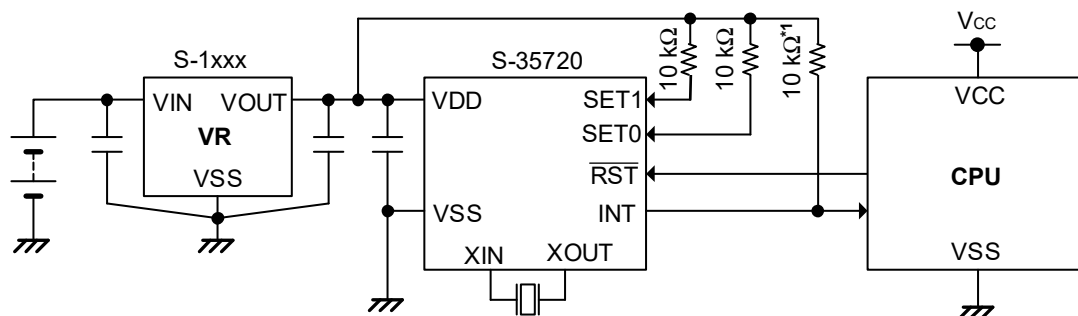 VCC
S-1xxx
S-35720
10 kΩ
10 kΩ
10 kΩ*1
VIN VOUT
VR
VSS
VDD
SET1
SET0
RST
INT
VSS
XIN XOUT
VCC
CPU
VSS